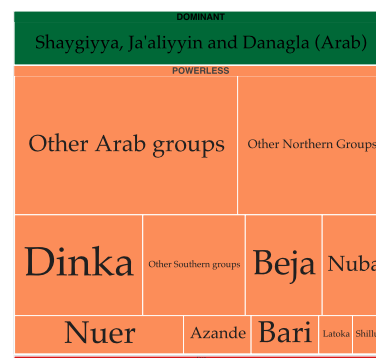 DOMINANT
Shaygiyya, Ja'aliyyin and Danagla (Arab)
POWERLESS
Other Arab groups
Other Northern Groups
Dinka
Other Southern groups
Beja
Nuba
Nuer
Azande
Bari
Latoka
Shillu